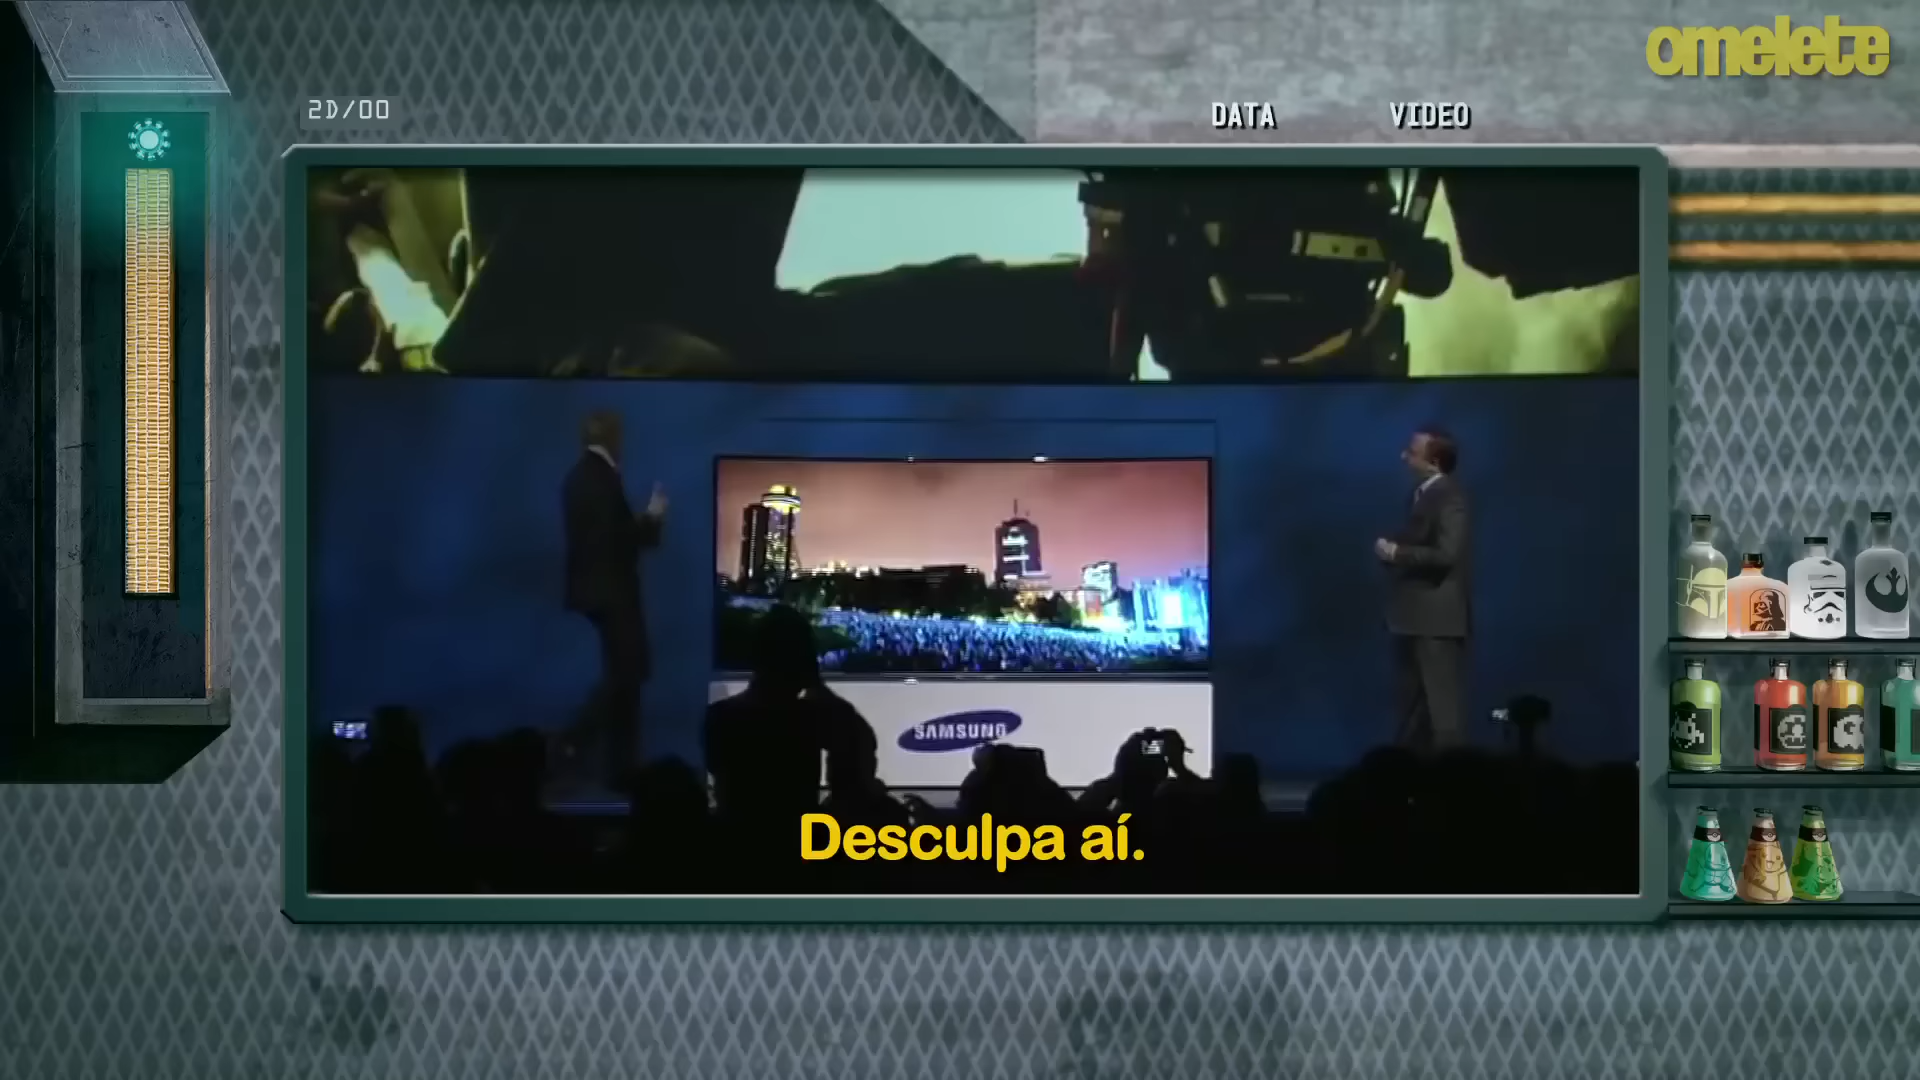 omelete
2D/00
DATA
VIDEO
SAMSUNG
Desculpa aí.